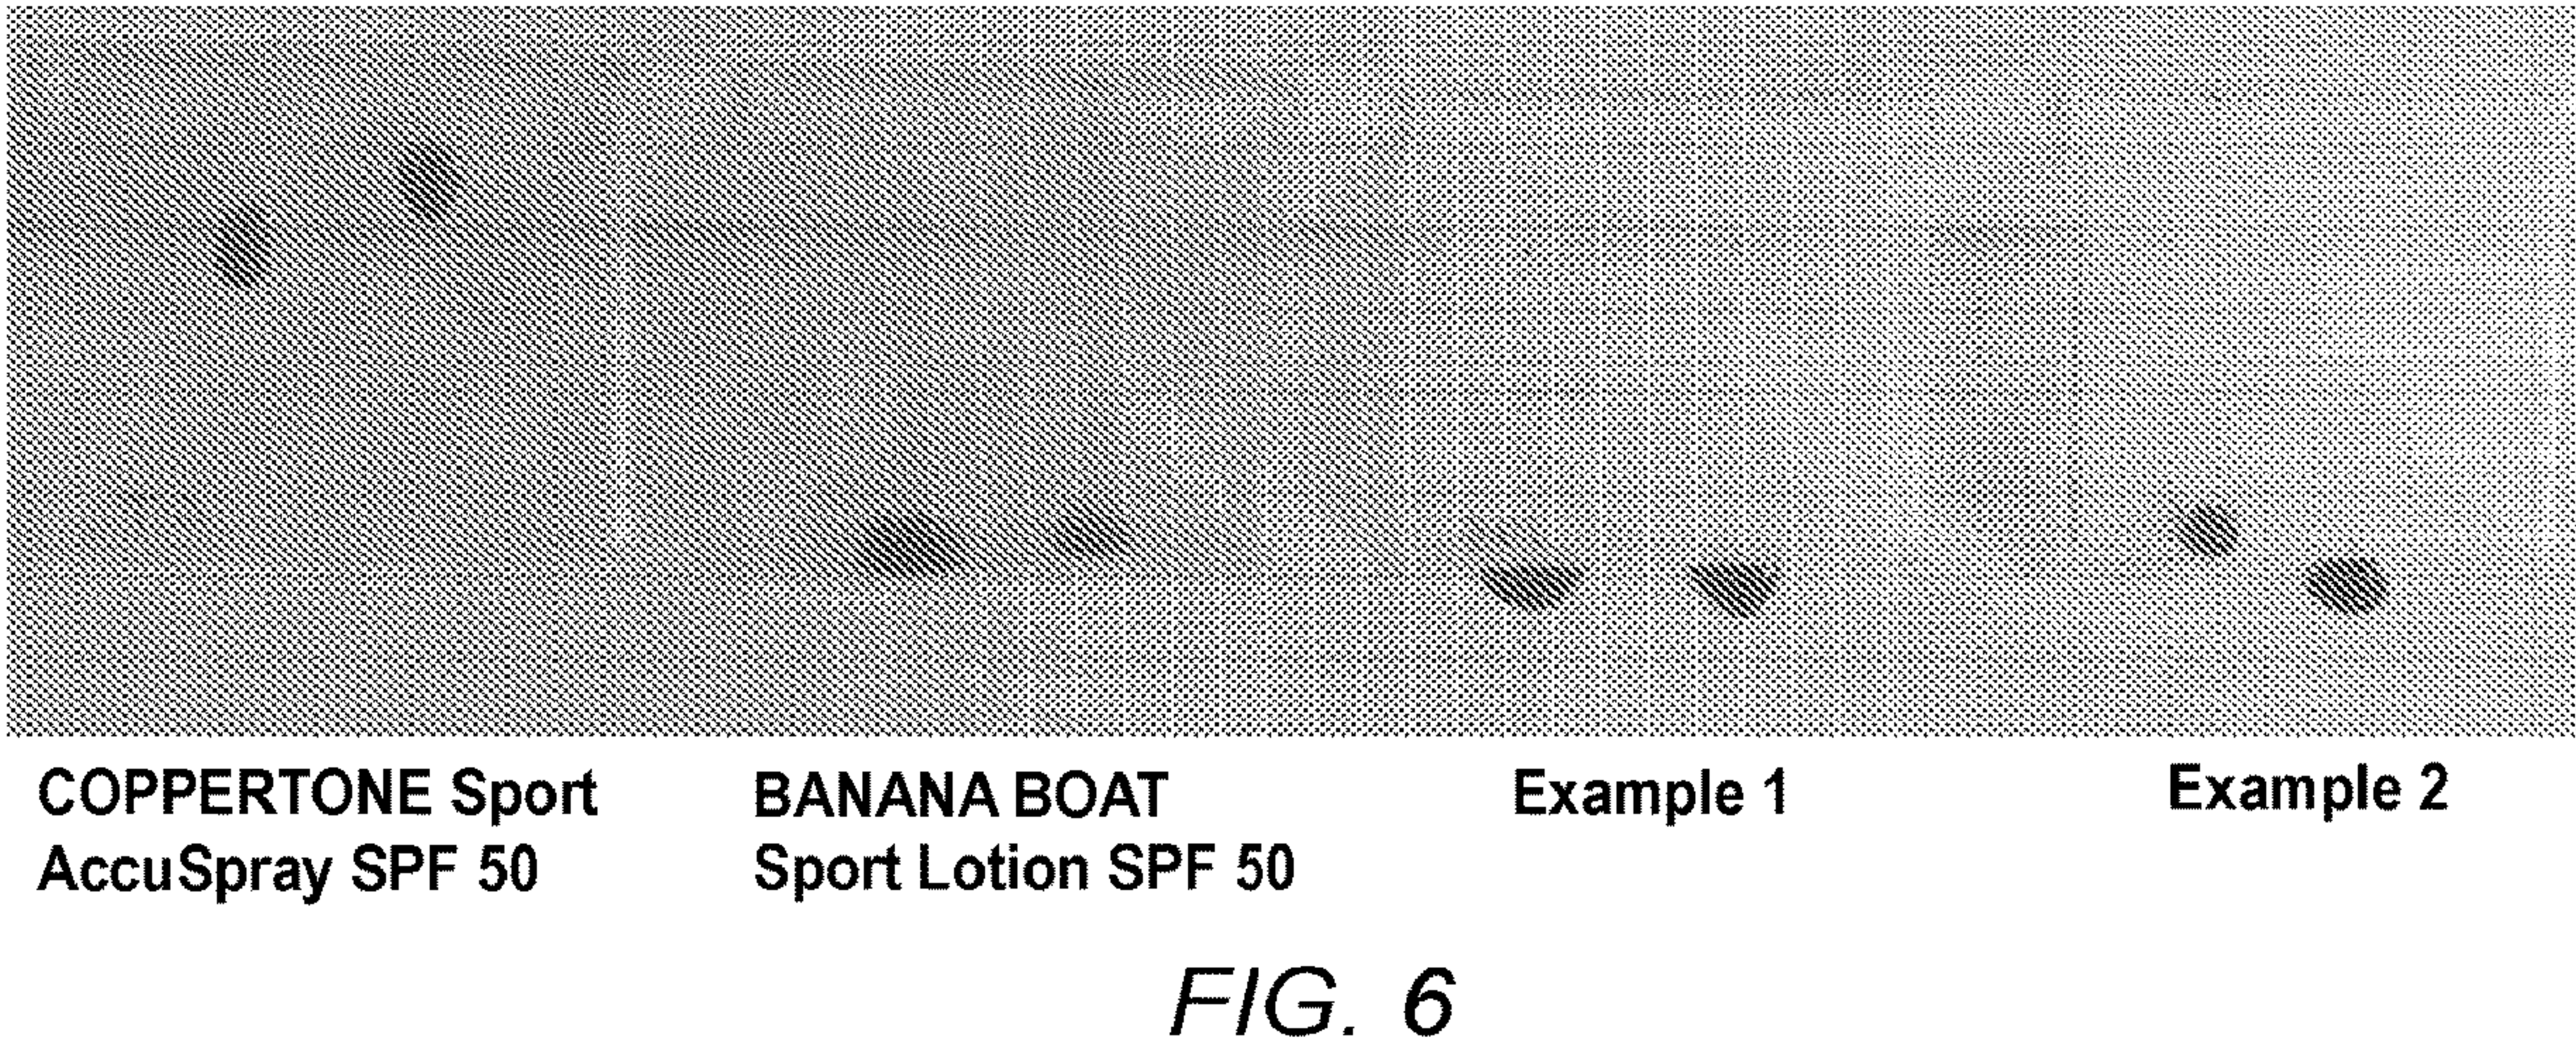 COPPERTONE Sport
AccuSpray SPF 50
BANANA BOAT
Sport Lotion SPF 50
Example 1
Example 2
FIG. 6